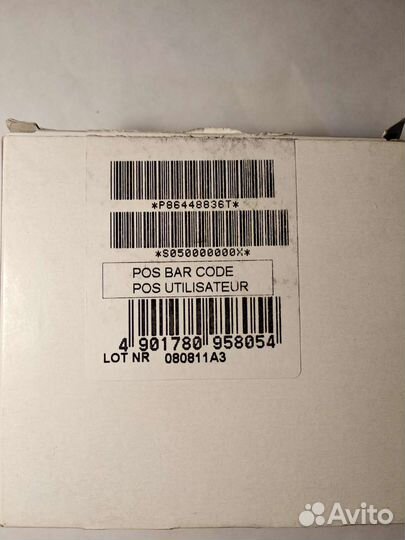 *P86448836T*
*S050000000X*
POS BAR CODE
POS UTILISATEUR
4 901780 958054
LOT NR 080811A3
Avito